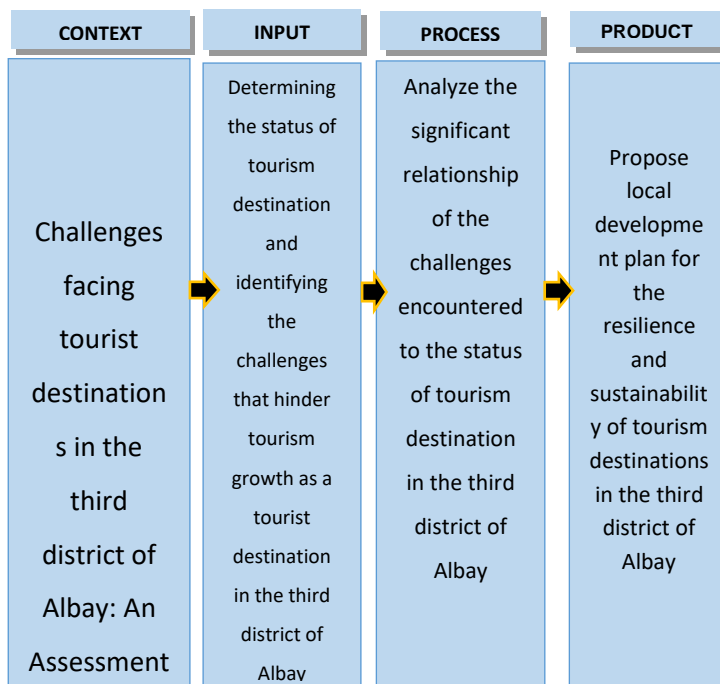 CONTEXT
Challenges
facing
tourist
destination
s in the
third
district of
Albay: An
Assessment
INPUT
Determining
the status of
tourism
destination
and
identifying
the
challenges
that hinder
tourism
growth as a
tourist
destination
in the third
district of
Albay
PROCESS
Analyze the
significant
relationship
of the
challenges
encountered
to the status
of tourism
destination
in the third
district of
Albay
PRODUCT
Propose
local
developme
nt plan for
the
resilience
and
sustainabilit
y of tourism
destinations
in the third
district of
Albay